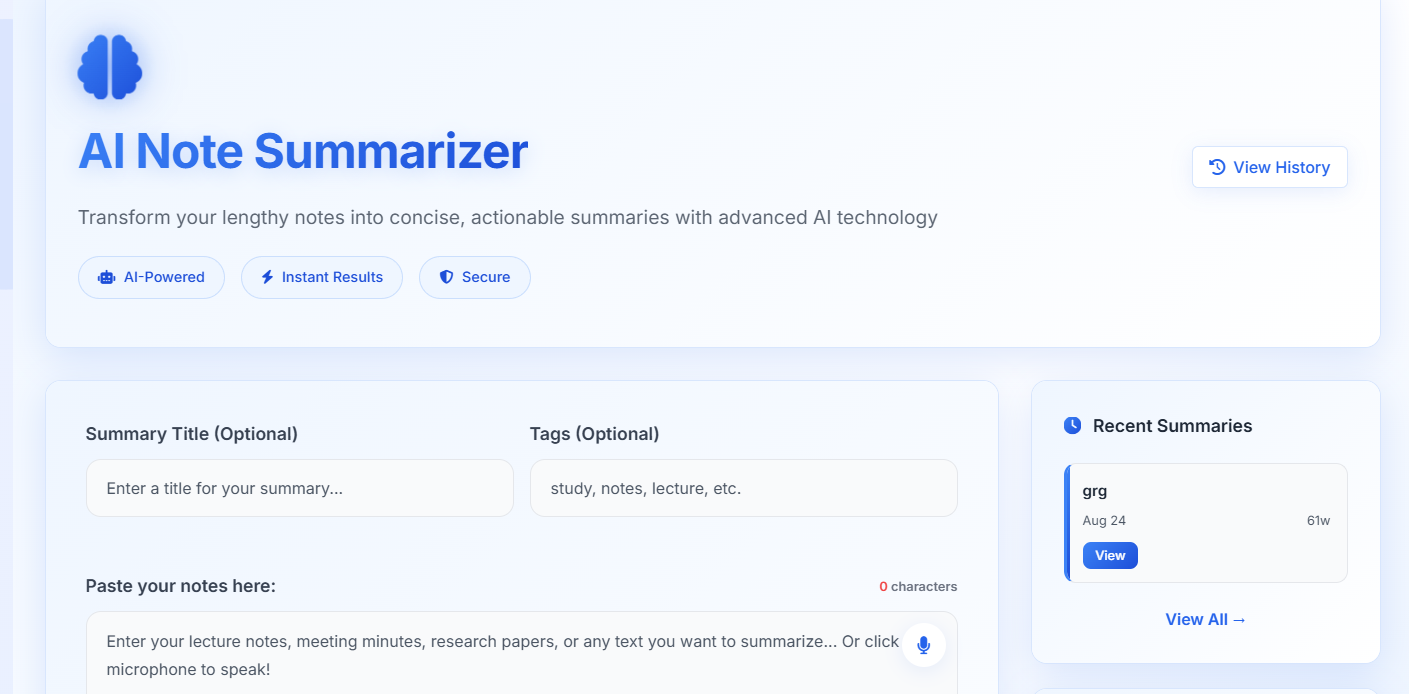 AI Note Summarizer
View History
Transform your lengthy notes into concise, actionable summaries with advanced AI technology
AI-Powered
Instant Results
Secure
Summary Title (Optional)
Tags (Optional)
Enter a title for your summary...
study, notes, lecture, etc.
Paste your notes here:
0 characters
Enter your lecture notes, meeting minutes, research papers, or any text you want to summarize... Or click
microphone to speak!
Recent Summaries
grg
Aug 24
61w
View
View All →